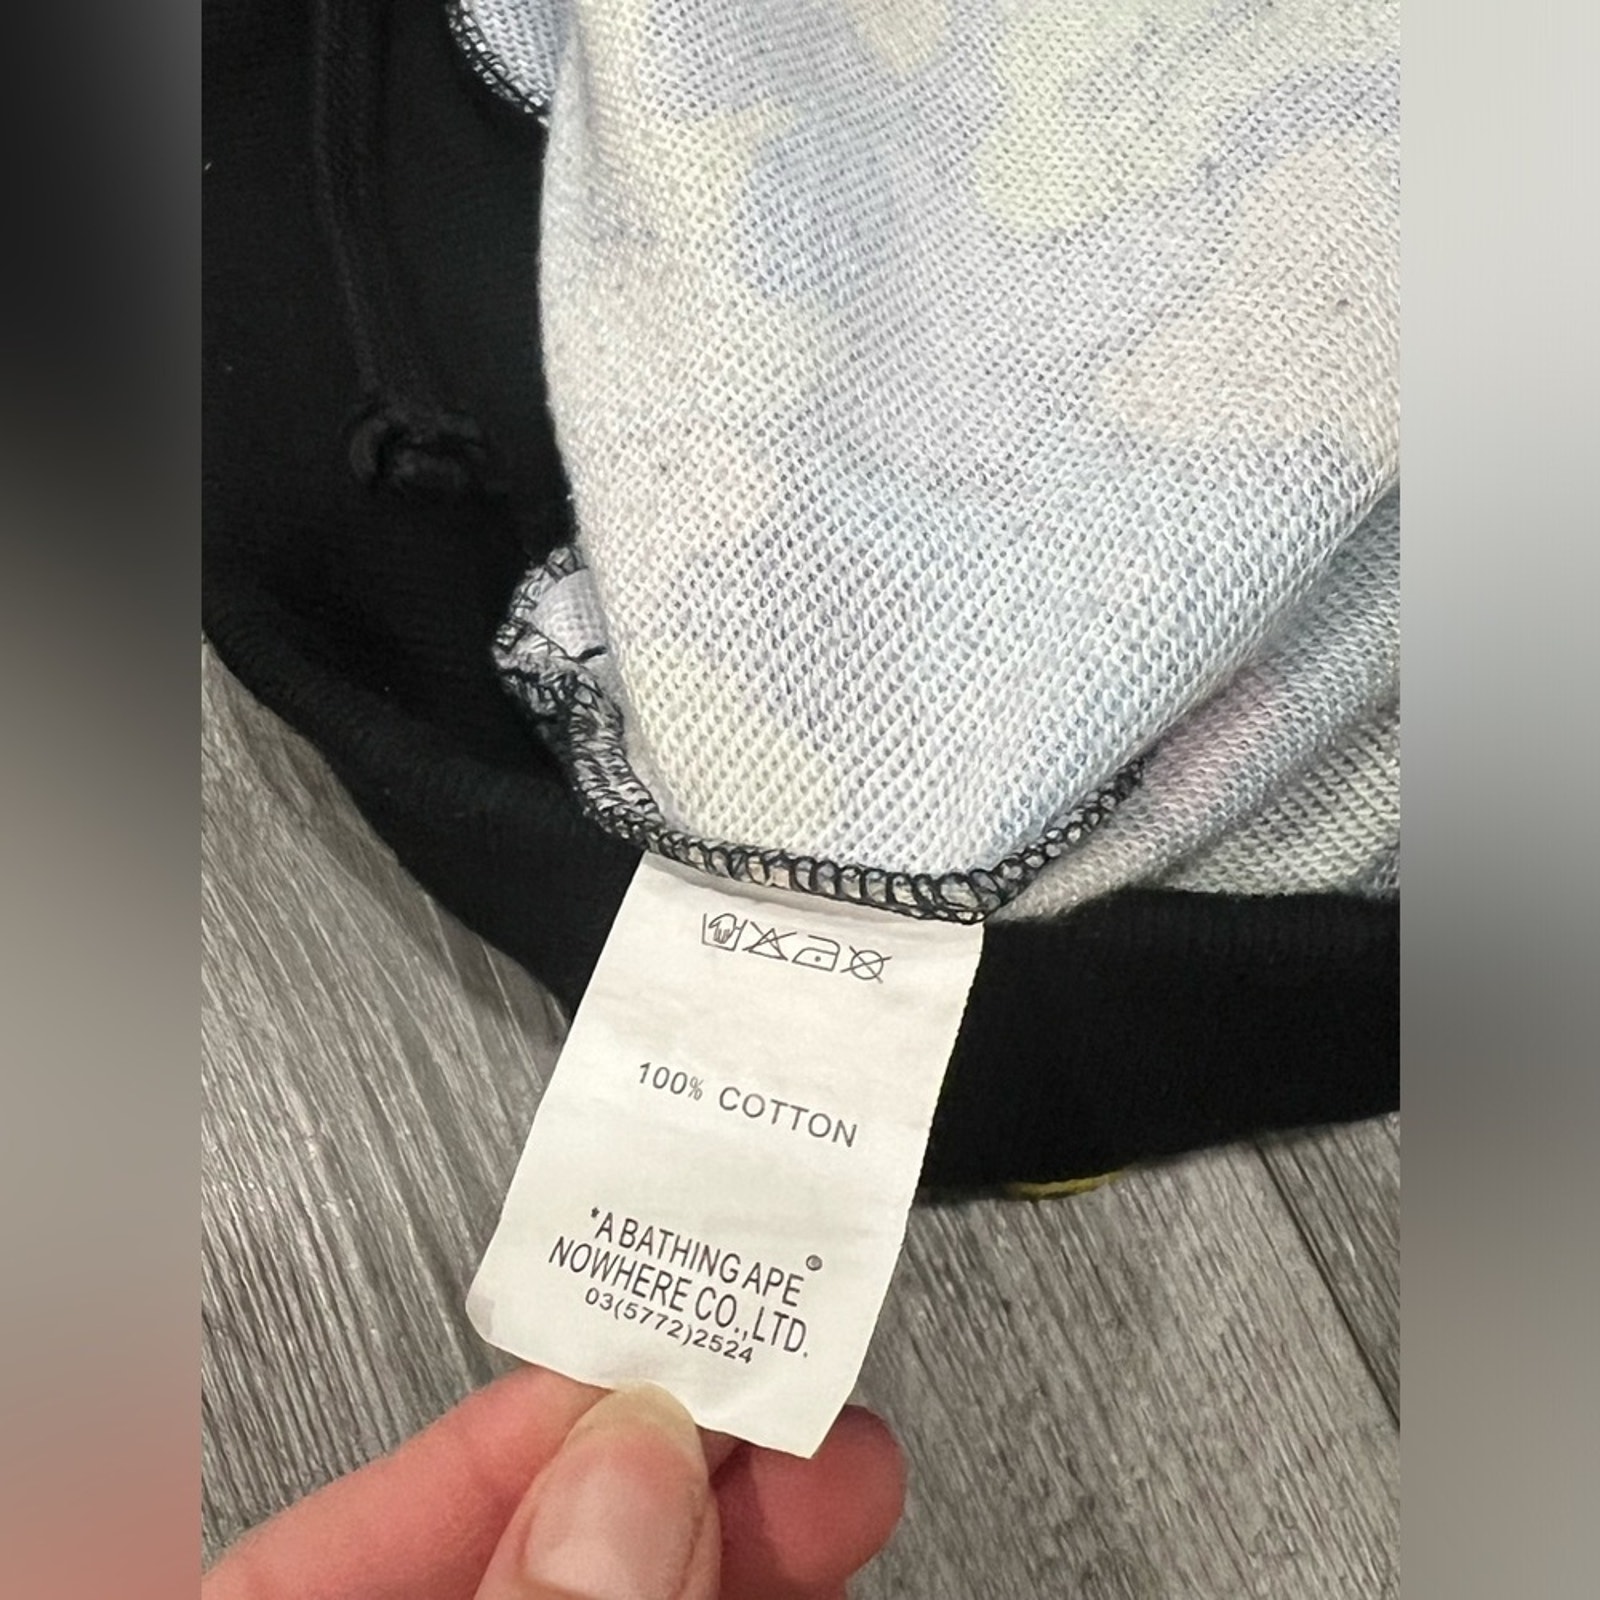 100% COTTON
*A BATHING APE®
NOWHERE CO.,LTD.
03(5772)2524